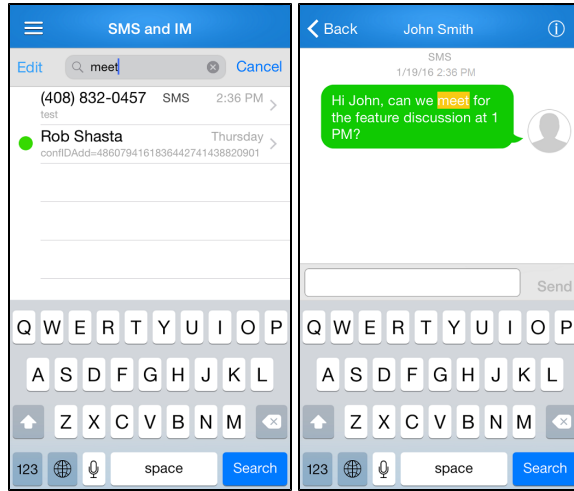 SMS and IM
Edit meet Cancel
(408) 832-0457 SMS 2:36 PM
test
Rob Shasta Thursday
confIDAdd=4860794161836442741438820901
Q W E R T Y U I O P
A S D F G H J K L
Z X C V B N M
123 space Search
Back John Smith
SMS
1/19/16 2:36 PM
Hi John, can we meet for
the feature discussion at 1
PM?
Send
Q W E R T Y U I O P
A S D F G H J K L
Z X C V B N M
123 space Search